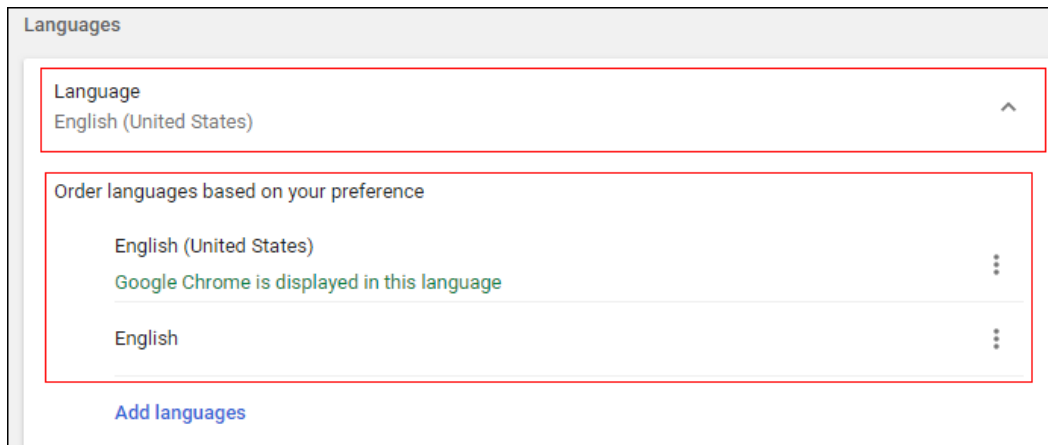 Languages
Language
English (United States)
Order languages based on your preference
English (United States)
Google Chrome is displayed in this language
English
Add languages